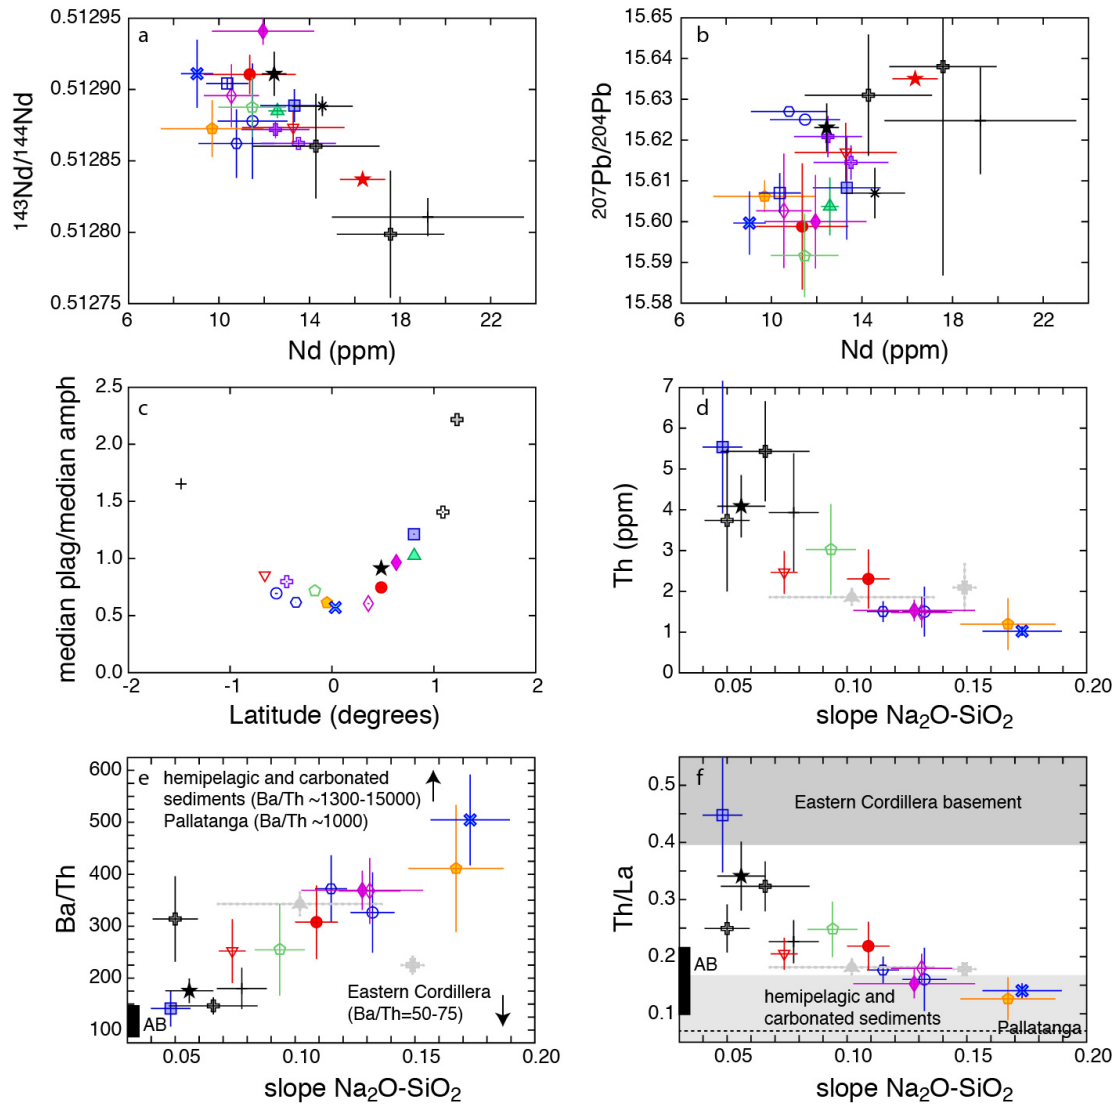 a
0.51295
0.51290
0.51285
0.51280
0.51275
143Nd/144Nd
6
10
14
18
22
Nd (ppm)
b
15.65
15.64
15.63
15.62
15.61
15.60
15.59
15.58
207Pb/204Pb
6
10
14
18
22
Nd (ppm)
c
2.5
2.0
1.5
1.0
0.5
0.0
median plag/median amph
-2
-1
0
1
2
Latitude (degrees)
d
7
6
5
4
3
2
1
0
Th (ppm)
0.05
0.10
0.15
0.20
slope Na2O-SiO2
e
600
500
400
300
200
100
Ba/Th
hemipelagic and carbonated
sediments (Ba/Th ~1300-15000)
Pallatanga (Ba/Th ~1000)
Eastern Cordillera
(Ba/Th=50-75)
AB
0.05
0.10
0.15
0.20
slope Na2O-SiO2
f
0.5
0.4
0.3
0.2
0.1
Th/La
Eastern Cordillera basement
AB
hemipelagic and
carbonated sediments
Pallatanga
0.05
0.10
0.15
0.20
slope Na2O-SiO2